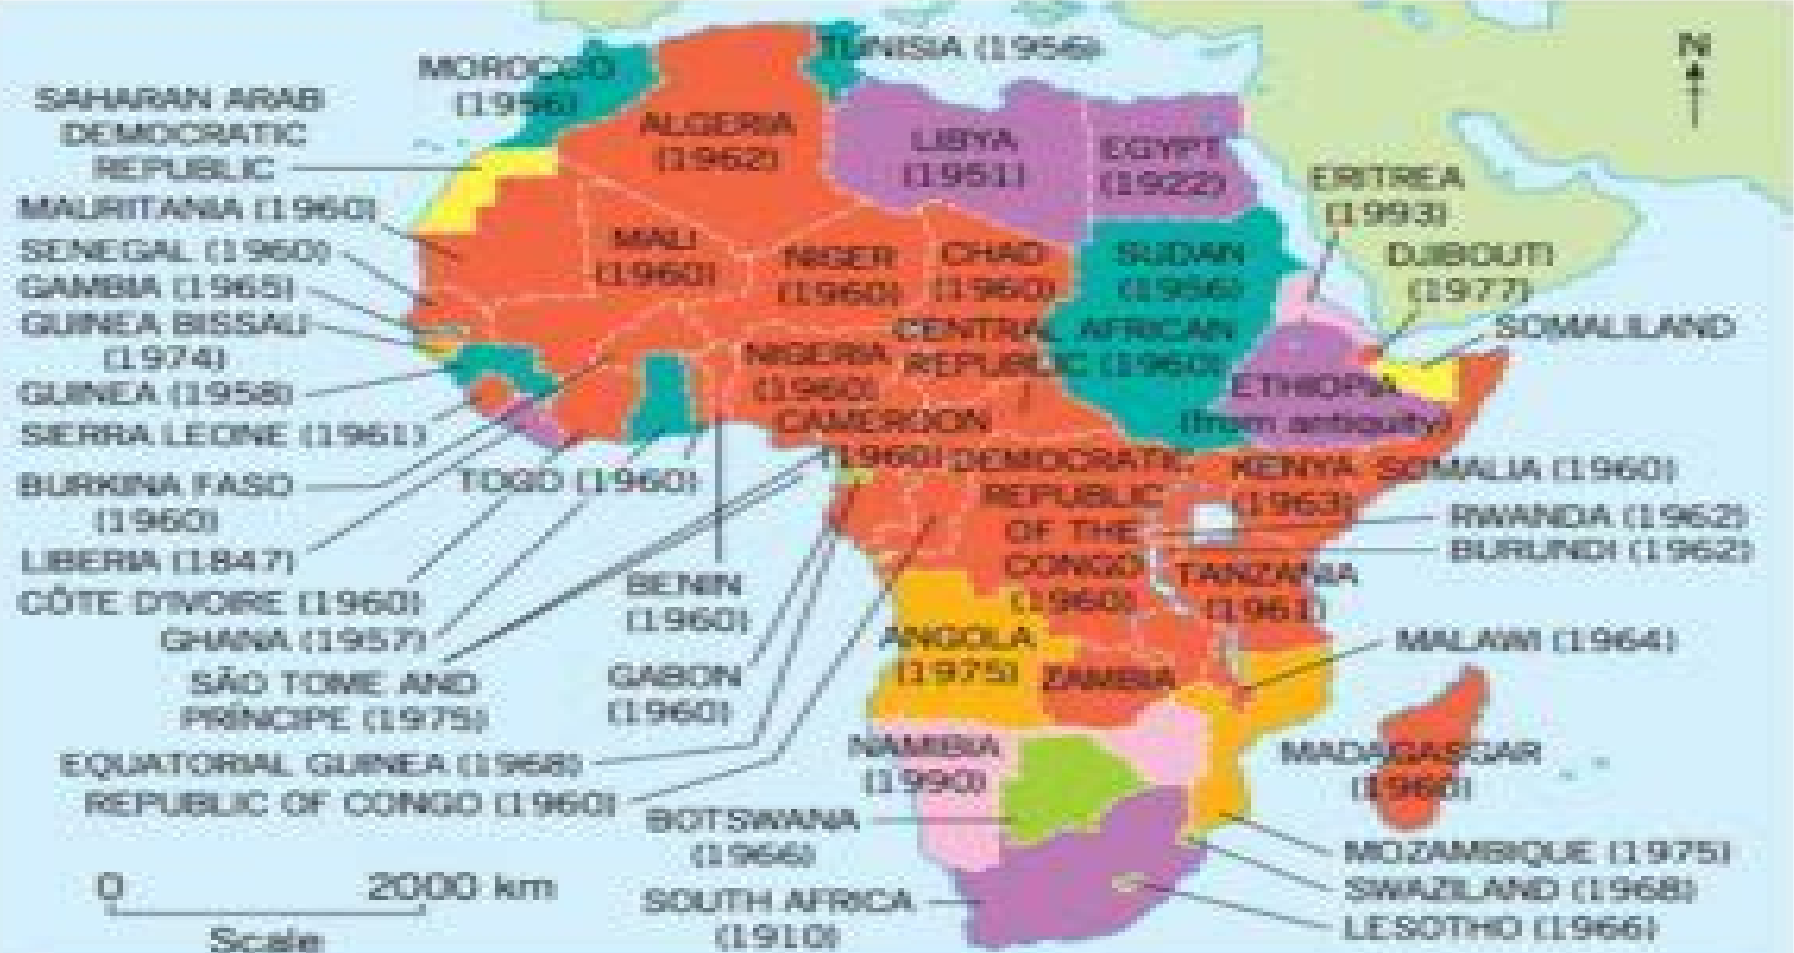 N
MOROCCO
(1956)
TUNISIA (1956)
SAHARAN ARAB
DEMOCRATIC
REPUBLIC
ALGERIA
(1962)
LIBYA
(1951)
EGYPT
(1922)
ERITREA
(1993)
MAURITANIA (1960)
SENEGAL (1960)
GAMBIA (1965)
GUINEA BISSAU
(1974)
GUINEA (1958)
SIERRA LEONE (1961)
BURKINA FASO
(1960)
LIBERIA (1847)
CÔTE D'IVOIRE (1960)
GHANA (1957)
SÃO TOME AND
PRÍNCIPE (1975)
EQUATORIAL GUINEA (1968)
REPUBLIC OF CONGO (1960)
MALI
(1960)
NIGER
(1960)
CHAD
(1960)
SUDAN
(1956)
DJIBOUTI
(1977)
SOMALILAND
CENTRAL AFRICAN
REPUBLIC (1960)
NIGERIA
(1960)
ETHIOPIA
(from antiquity)
CAMEROON
(1960)
TOGO (1960)
BENIN
(1960)
GABON
(1960)
DEMOCRATIC
REPUBLIC
OF THE
CONGO
(1960)
KENYA
(1963)
SOMALIA (1960)
RWANDA (1962)
BURUNDI (1962)
TANZANIA
(1961)
ANGOLA
(1975)
ZAMBIA
MALAWI (1964)
NAMIBIA
(1990)
MADAGASSAR
(1960)
BOTSWANA
(1966)
SOUTH AFRICA
(1910)
MOZAMBIQUE (1975)
SWAZILAND (1968)
LESOTHO (1966)
0 2000 km
Scale